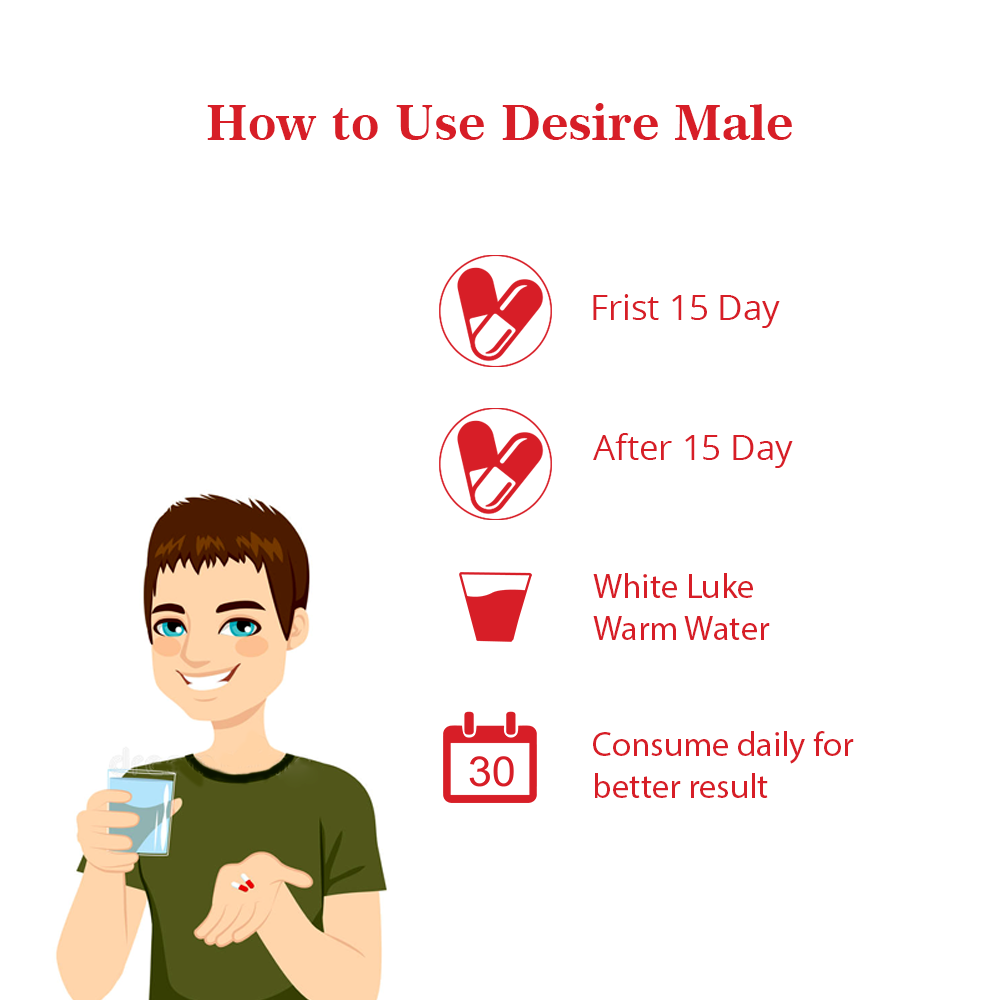 How to Use Desire Male
Frist 15 Day
After 15 Day
White Luke
Warm Water
30
Consume daily for
better result